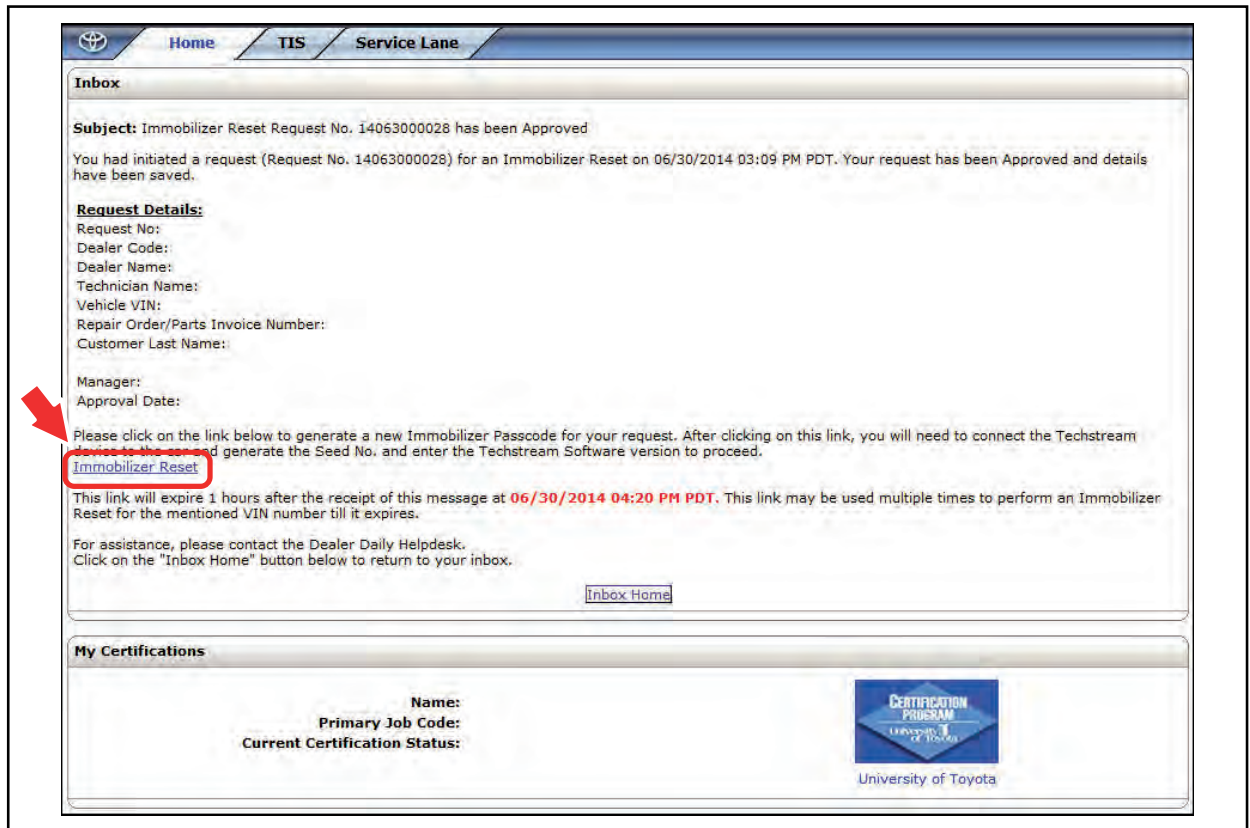 Home TIS Service Lane
Inbox
Subject: Immobilizer Reset Request No. 14063000028 has been Approved
You had initiated a request (Request No. 14063000028) for an Immobilizer Reset on 06/30/2014 03:09 PM PDT. Your request has been Approved and details
have been saved.
Request Details:
Request No:
Dealer Code:
Dealer Name:
Technician Name:
Vehicle VIN:
Repair Order/Parts Invoice Number:
Customer Last Name:
Manager:
Approval Date:
Please click on the link below to generate a new Immobilizer Passcode for your request. After clicking on this link, you will need to connect the Techstream
device to the car and generate the Seed No. and enter the Techstream Software version to proceed.
Immobilizer Reset
This link will expire 1 hours after the receipt of this message at 06/30/2014 04:20 PM PDT. This link may be used multiple times to perform an Immobilizer
Reset for the mentioned VIN number till it expires.
For assistance, please contact the Dealer Daily Helpdesk.
Click on the "Inbox Home" button below to return to your inbox.
Inbox Home
My Certifications
Name:
Primary Job Code:
Current Certification Status:
CERTIFICATION
PROGRAM
University
of Toyota
University of Toyota